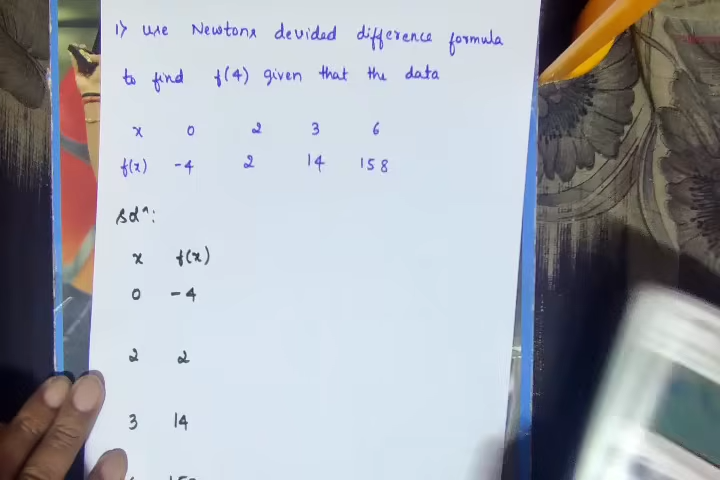 1) use Newtons devided difference formula
to find f(4) given that the data
x 0 2 3 6
f(x) -4 2 14 158
Soln:
x f(x)
0 -4
2 2
3 14